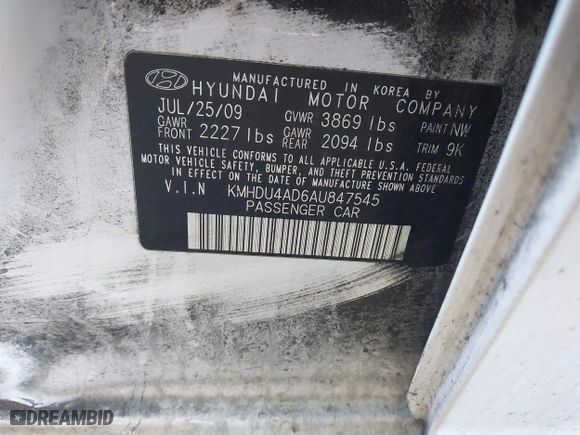 MANUFACTURED IN KOREA BY
HYUNDAI MOTOR COMPANY
JUL/25/09 GVWR 3869 lbs PAINT NW
GAWR FRONT 2227 lbs GAWR REAR 2094 lbs TRIM 9K
THIS VEHICLE CONFORMS TO ALL APPLICABLE U.S.A. FEDERAL
MOTOR VEHICLE SAFETY, BUMPER, AND THEFT PREVENTION STANDARDS
IN EFFECT ON THE DATE OF MANUFACTURE SHOWN ABOVE.
V.I.N KMHDU4AD6AU847545
PASSENGER CAR
DREAMBID